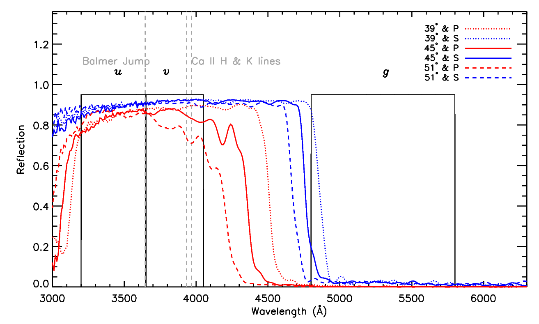 39° & P
39° & S
45° & P
45° & S
51° & P
51° & S
Balmer Jump
Ca II H & K lines
u v g
1.2
1.0
0.8
0.6
0.4
0.2
0.0
Reflection
3000 3500 4000 4500 5000 5500 6000
Wavelength (Å)